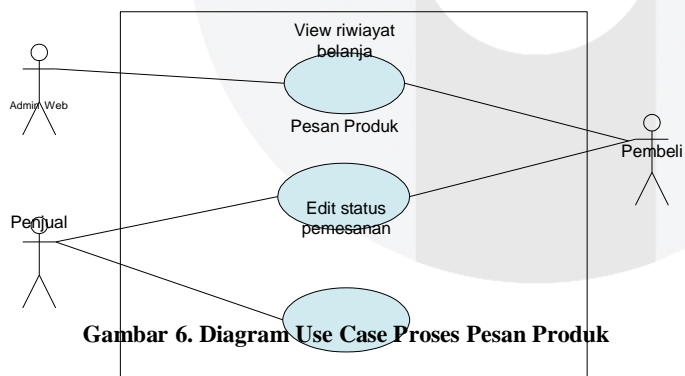 View riwiayat
belanja
Admin Web
Pesan Produk
Pembeli
Penjual
Edit status
pemesanan
Gambar 6. Diagram Use Case Proses Pesan Produk